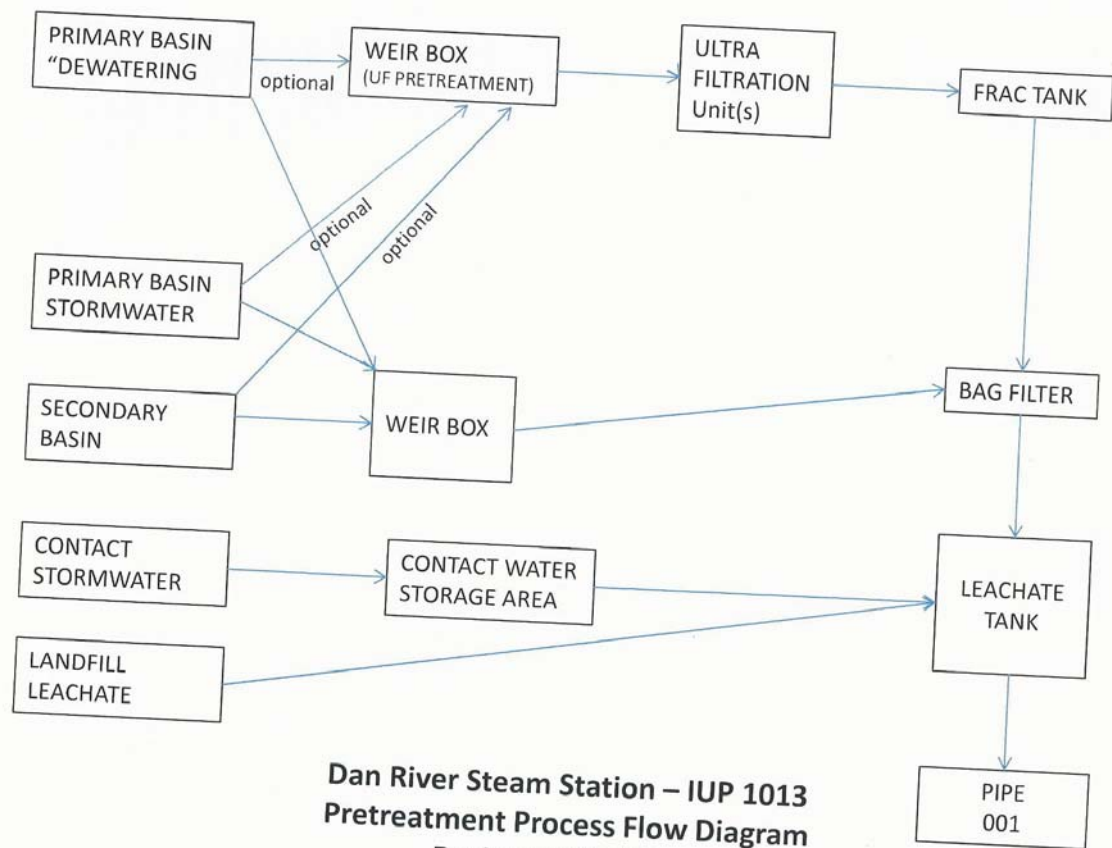 PRIMARY BASIN
“DEWATERING
optional
WEIR BOX
(UF PRETREATMENT)
ULTRA
FILTRATION
Unit(s)
FRAC TANK
optional
optional
PRIMARY BASIN
STORMWATER
SECONDARY
BASIN
WEIR BOX
BAG FILTER
CONTACT
STORMWATER
CONTACT WATER
STORAGE AREA
LEACHATE
TANK
LANDFILL
LEACHATE
Dan River Steam Station – IUP 1013
Pretreatment Process Flow Diagram
PIPE
001